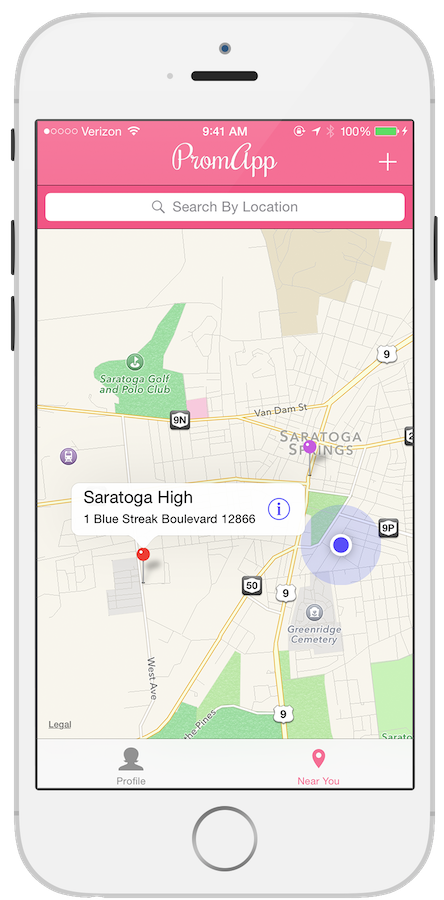 Verizon 9:41 AM 100%
PromApp +
Search By Location
9
Saratoga Golf
and Polo Club
9N
Van Dam St
SARATOGA
SPRINGS
2
Saratoga High
1 Blue Streak Boulevard 12866
i
9P
50
9
Greenridge
Cemetery
West Ave
9
the Pines
Legal
Sarato
Profile
Near You